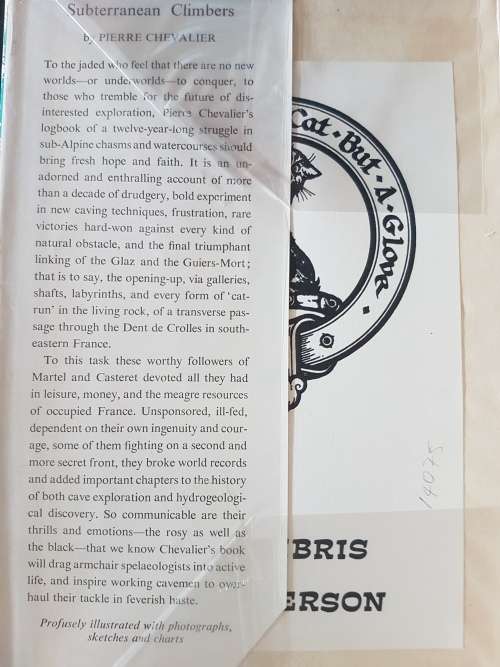 Subterranean Climbers
by PIERRE CHEVALIER
To the jaded who feel that there are no new
worlds—or underworlds—to conquer, to
those who tremble for the future of dis-
interested exploration, Pierre Chevalier's
logbook of a twelve-year-long struggle in
sub-Alpine chasms and watercourses should
bring fresh hope and faith. It is an un-
adorned and enthralling account of more
than a decade of drudgery, bold experiment
in new caving techniques, frustration, rare
victories hard-won against every kind of
natural obstacle, and the final triumphant
linking of the Glaz and the Guiers-Mort;
that is to say, the opening-up, via galleries,
shafts, labyrinths, and every form of 'cat-
run' in the living rock, of a transverse pas-
sage through the Dent de Crolles in south-
eastern France.
To this task these worthy followers of
Martel and Casteret devoted all they had
in leisure, money, and the meagre resources
of occupied France. Unsponsored, ill-fed,
dependent on their own ingenuity and cour-
age, some of them fighting on a second and
more secret front, they broke world records
and added important chapters to the history
of both cave exploration and hydrogeologi-
cal discovery. So communicable are their
thrills and emotions—the rosy as well as
the black—that we know Chevalier's book
will drag armchair spelaeologists into active
life, and inspire working cavemen to over-
haul their tackle in feverish haste.
Profusely illustrated with photographs,
sketches and charts
Cat · But · A · Glove ·
14075
IBRIS
ERSON